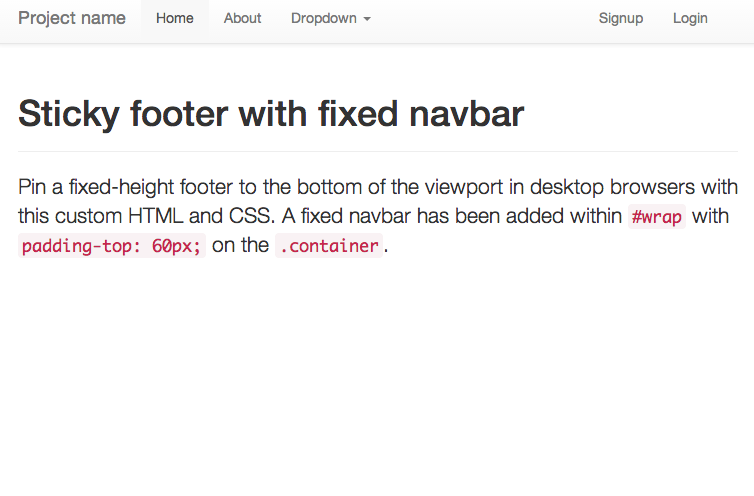 Project name Home About Dropdown Signup Login
Sticky footer with fixed navbar
Pin a fixed-height footer to the bottom of the viewport in desktop browsers with
this custom HTML and CSS. A fixed navbar has been added within #wrap with
padding-top: 60px; on the .container.